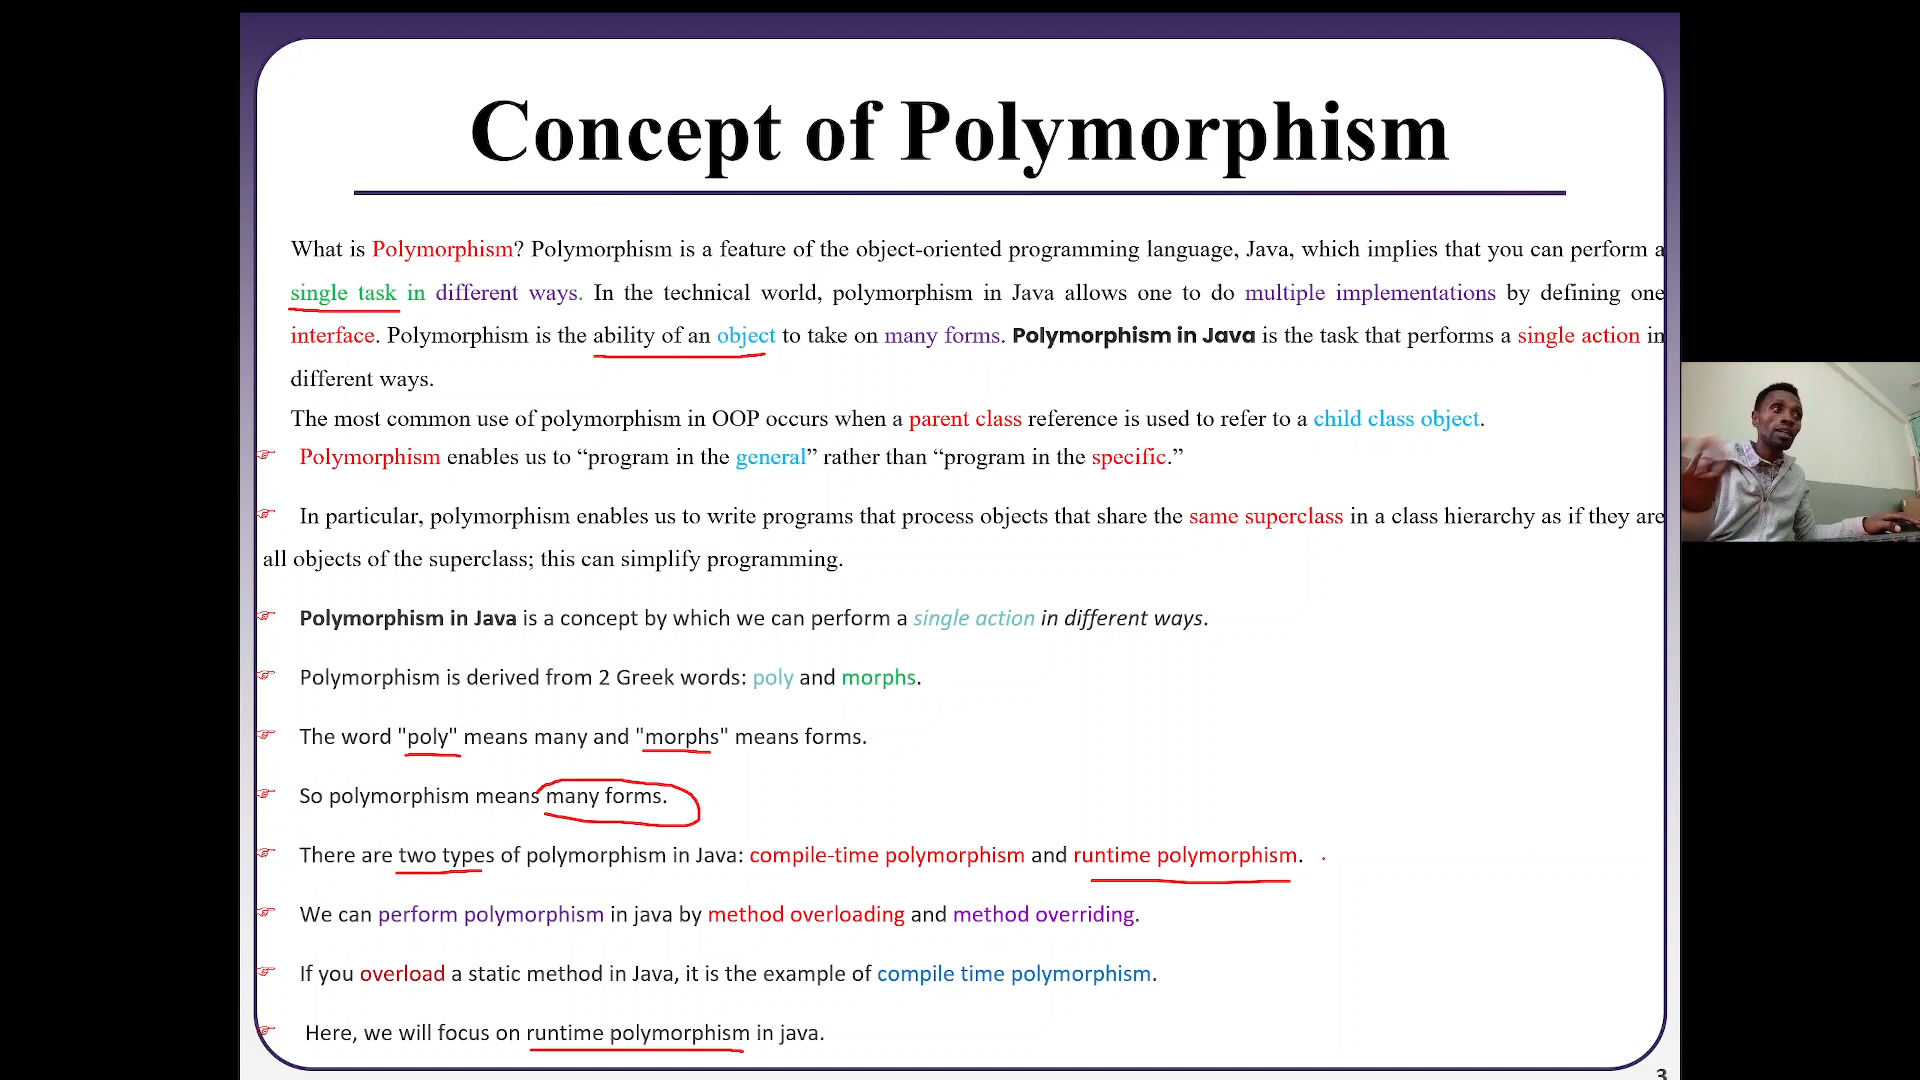 Concept of Polymorphism
What is Polymorphism? Polymorphism is a feature of the object-oriented programming language, Java, which implies that you can perform a
single task in different ways. In the technical world, polymorphism in Java allows one to do multiple implementations by defining one
interface. Polymorphism is the ability of an object to take on many forms. Polymorphism in Java is the task that performs a single action in
different ways.
The most common use of polymorphism in OOP occurs when a parent class reference is used to refer to a child class object.
Polymorphism enables us to “program in the general” rather than “program in the specific.”
In particular, polymorphism enables us to write programs that process objects that share the same superclass in a class hierarchy as if they are
all objects of the superclass; this can simplify programming.
Polymorphism in Java is a concept by which we can perform a single action in different ways.
Polymorphism is derived from 2 Greek words: poly and morphs.
The word "poly" means many and "morphs" means forms.
So polymorphism means many forms.
There are two types of polymorphism in Java: compile-time polymorphism and runtime polymorphism.
We can perform polymorphism in java by method overloading and method overriding.
If you overload a static method in Java, it is the example of compile time polymorphism.
Here, we will focus on runtime polymorphism in java.
3